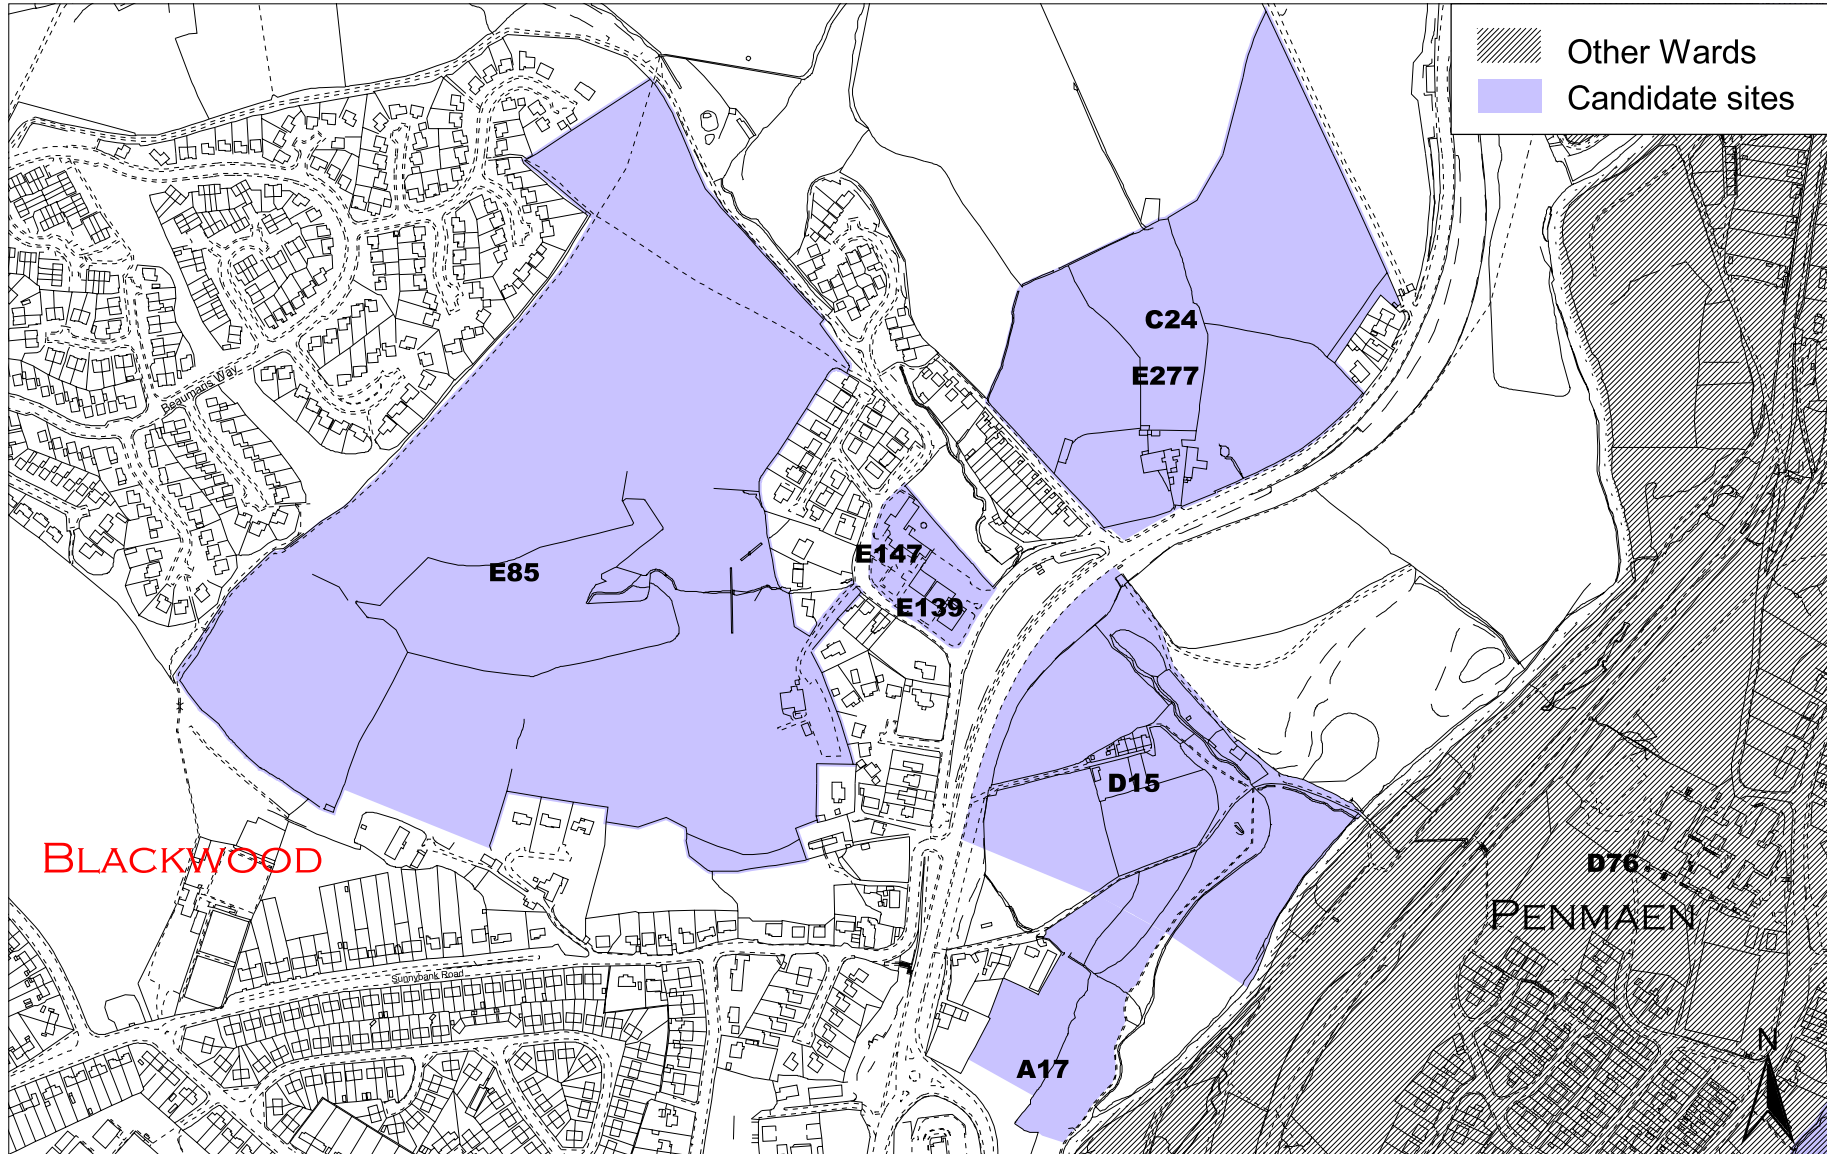 Other Wards
Candidate sites
C24
E277
Beaumaris Way
E147
E85
E139
D15
BLACKWOOD
D76
PENMAEN
Sunnybank Road
A17
N